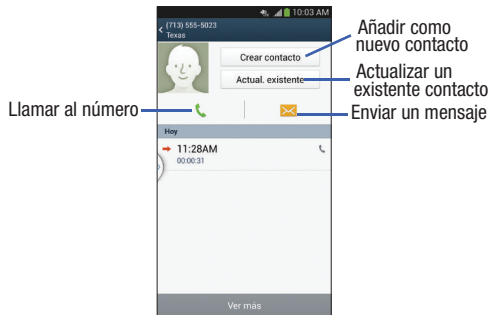 10:03 AM
(713) 555-5023
Texas
Crear contacto
Actual. existente
Añadir como
nuevo contacto
Actualizar un
existente contacto
Llamar al número
Enviar un mensaje
Hoy
11:28AM
00:00:31
Ver más